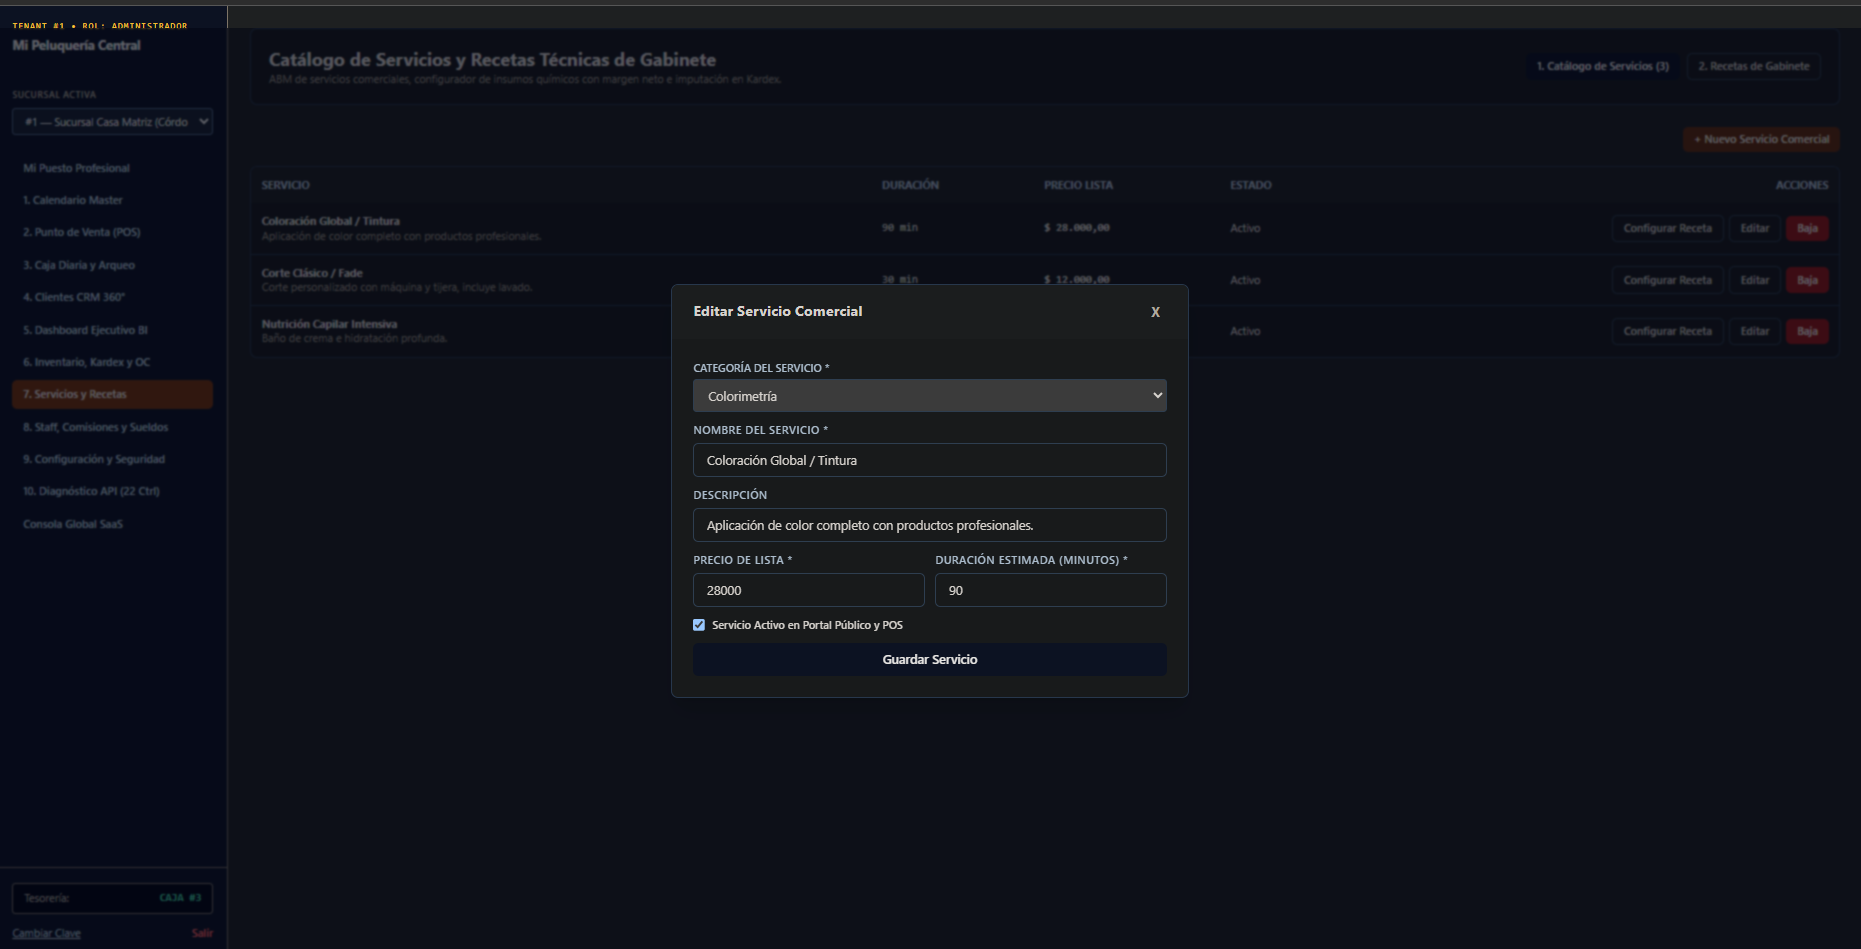 TENANT #1 • ROL: ADMINISTRADOR
Mi Peluquería Central
SUCURSAL ACTIVA
#1 — Sucursal Casa Matriz (Córdo
Mi Puesto Profesional
1. Calendario Master
2. Punto de Venta (POS)
3. Caja Diaria y Arqueo
4. Clientes CRM 360°
5. Dashboard Ejecutivo BI
6. Inventario, Kardex y OC
7. Servicios y Recetas
8. Staff, Comisiones y Sueldos
9. Configuración y Seguridad
10. Diagnóstico API (22 Ctrl)
Consola Global SaaS
Tesorería: CAJA #3
Cambiar Clave Salir
Catálogo de Servicios y Recetas Técnicas de Gabinete
ABM de servicios comerciales, configurador de insumos químicos con margen neto e imputación en Kardex.
1. Catálogo de Servicios (3) 2. Recetas de Gabinete
+ Nuevo Servicio Comercial
SERVICIO DURACIÓN PRECIO LISTA ESTADO ACCIONES
Coloración Global / Tintura
Aplicación de color completo con productos profesionales.
90 min $ 28.000,00 Activo Configurar Receta Editar Baja
Corte Clásico / Fade
Corte personalizado con máquina y tijera, incluye lavado.
30 min $ 12.000,00 Activo Configurar Receta Editar Baja
Nutrición Capilar Intensiva
Baño de crema e hidratación profunda.
Activo Configurar Receta Editar Baja
Editar Servicio Comercial X
CATEGORÍA DEL SERVICIO *
Colorimetría
NOMBRE DEL SERVICIO *
Coloración Global / Tintura
DESCRIPCIÓN
Aplicación de color completo con productos profesionales.
PRECIO DE LISTA * DURACIÓN ESTIMADA (MINUTOS) *
28000 90
Servicio Activo en Portal Público y POS
Guardar Servicio